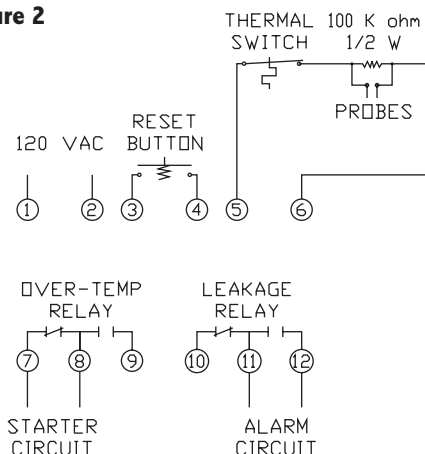 ure 2
THERMAL 100 K ohm
SWITCH 1/2 W
PROBES
RESET
120 VAC BUTTON
1 2 3 4 5 6
OVER-TEMP LEAKAGE
RELAY RELAY
7 8 9 10 11 12
STARTER ALARM
CIRCUIT CIRCUIT